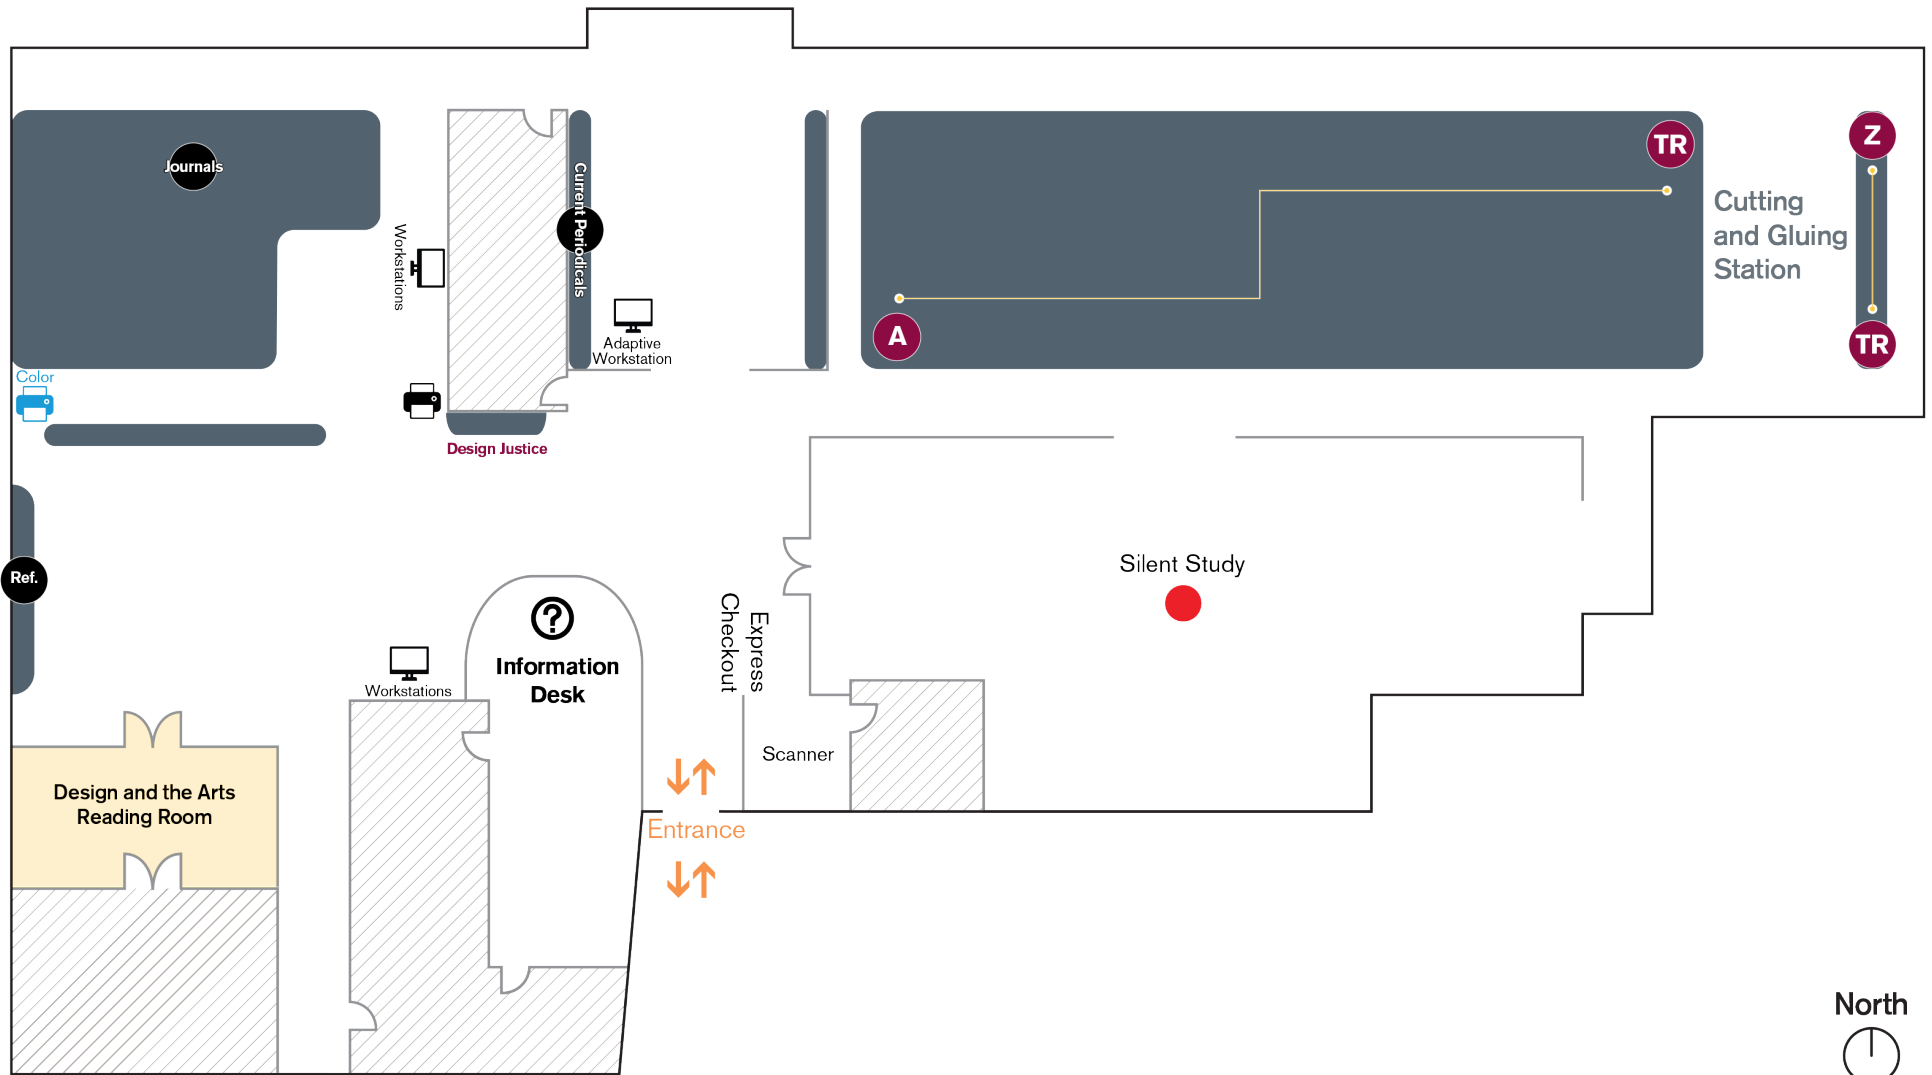 Journals
Workstations
Current Periodicals
Adaptive
Workstation
A
TR
Cutting
and Gluing
Station
Z
TR
Color
Design Justice
Ref.
Silent Study
Express
Checkout
Information
Desk
Workstations
Scanner
Design and the Arts
Reading Room
Entrance
North